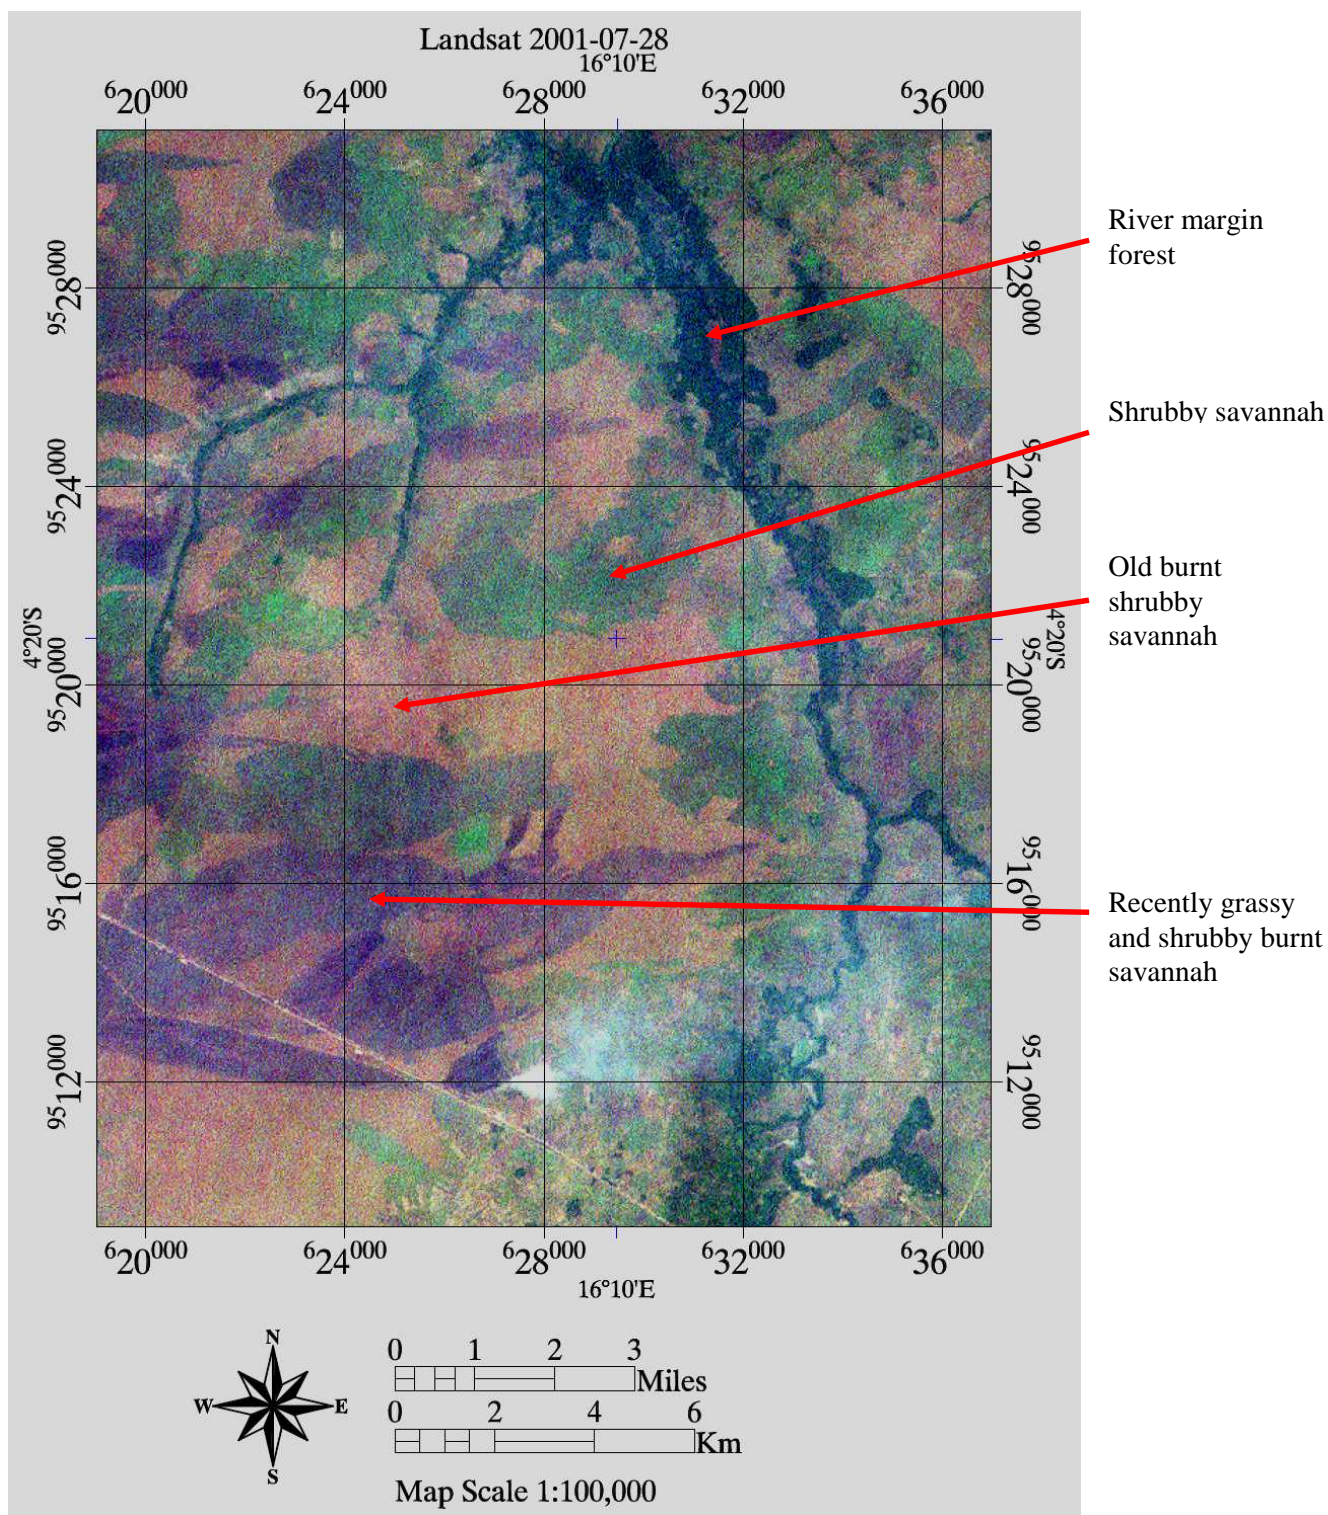 Landsat 2001-07-28
16°10'E
620000 624000 628000 632000 636000
River margin
forest
9528000
9528000
Shrubby savannah
9524000
9524000
Old burnt
shrubby
savannah
4°20'S
4°20'S
9520000
9520000
9516000
9516000
Recently grassy
and shrubby burnt
savannah
9512000
9512000
620000 624000 628000 632000 636000
16°10'E
N
W E
S
0 1 2 3
Miles
0 2 4 6
Km
Map Scale 1:100,000